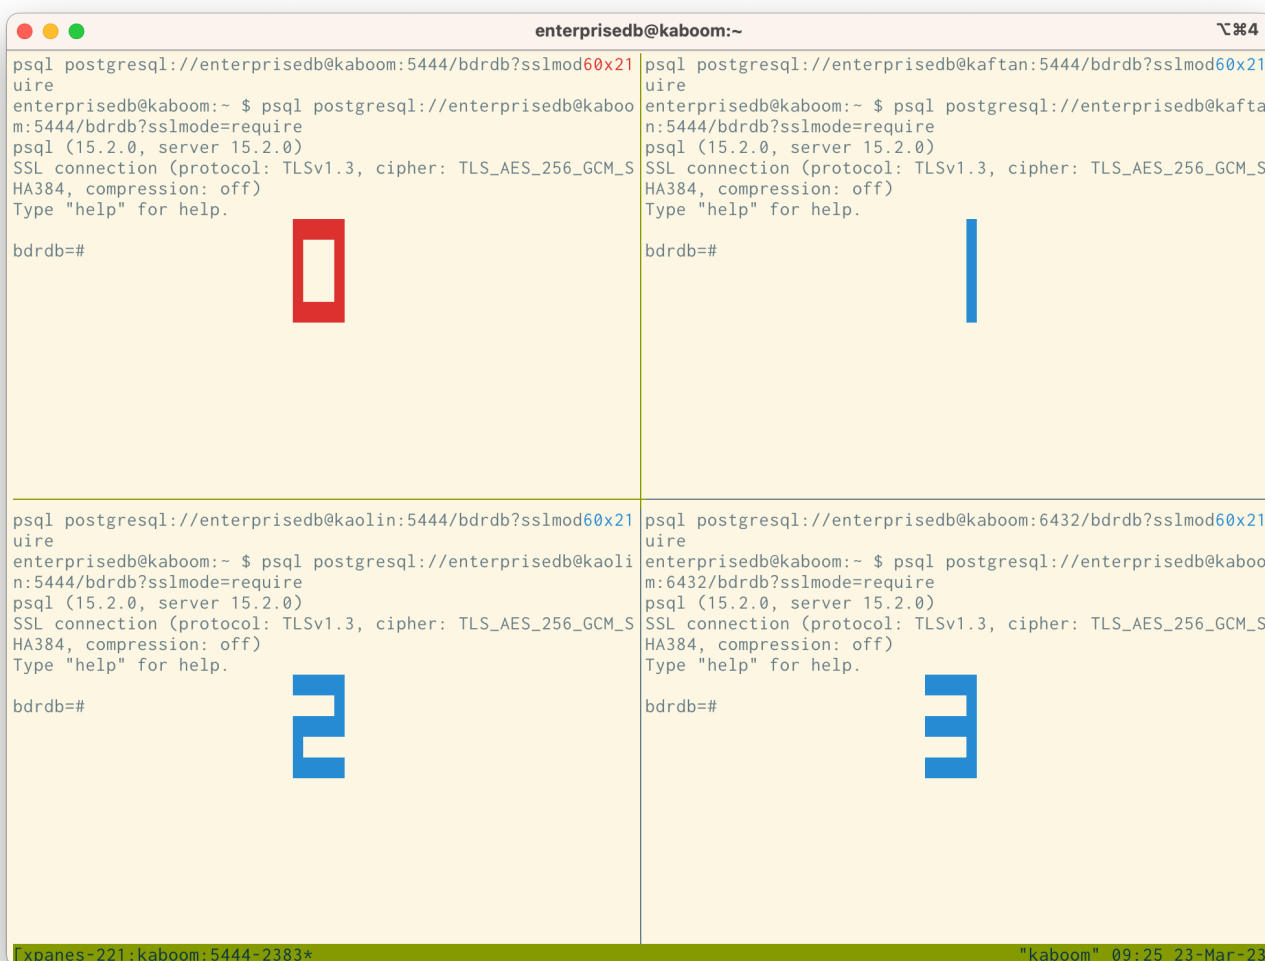 enterprisedb@kaboom:~
⌥⌘4
psql postgresql://enterprisedb@kaboom:5444/bdrdb?sslmod60x21
uire
enterprisedb@kaboom:~ $ psql postgresql://enterprisedb@kaboo
m:5444/bdrdb?sslmode=require
psql (15.2.0, server 15.2.0)
SSL connection (protocol: TLSv1.3, cipher: TLS_AES_256_GCM_S
HA384, compression: off)
Type "help" for help.
bdrdb=#
0
psql postgresql://enterprisedb@kaftan:5444/bdrdb?sslmod60x21
uire
enterprisedb@kaboom:~ $ psql postgresql://enterprisedb@kafta
n:5444/bdrdb?sslmode=require
psql (15.2.0, server 15.2.0)
SSL connection (protocol: TLSv1.3, cipher: TLS_AES_256_GCM_S
HA384, compression: off)
Type "help" for help.
bdrdb=#
1
psql postgresql://enterprisedb@kaolin:5444/bdrdb?sslmod60x21
uire
enterprisedb@kaboom:~ $ psql postgresql://enterprisedb@kaoli
n:5444/bdrdb?sslmode=require
psql (15.2.0, server 15.2.0)
SSL connection (protocol: TLSv1.3, cipher: TLS_AES_256_GCM_S
HA384, compression: off)
Type "help" for help.
bdrdb=#
2
psql postgresql://enterprisedb@kaboom:6432/bdrdb?sslmod60x21
uire
enterprisedb@kaboom:~ $ psql postgresql://enterprisedb@kaboo
m:6432/bdrdb?sslmode=require
psql (15.2.0, server 15.2.0)
SSL connection (protocol: TLSv1.3, cipher: TLS_AES_256_GCM_S
HA384, compression: off)
Type "help" for help.
bdrdb=#
3
[xpanes-221:kaboom:5444-2383* "kaboom" 09:25 23-Mar-23